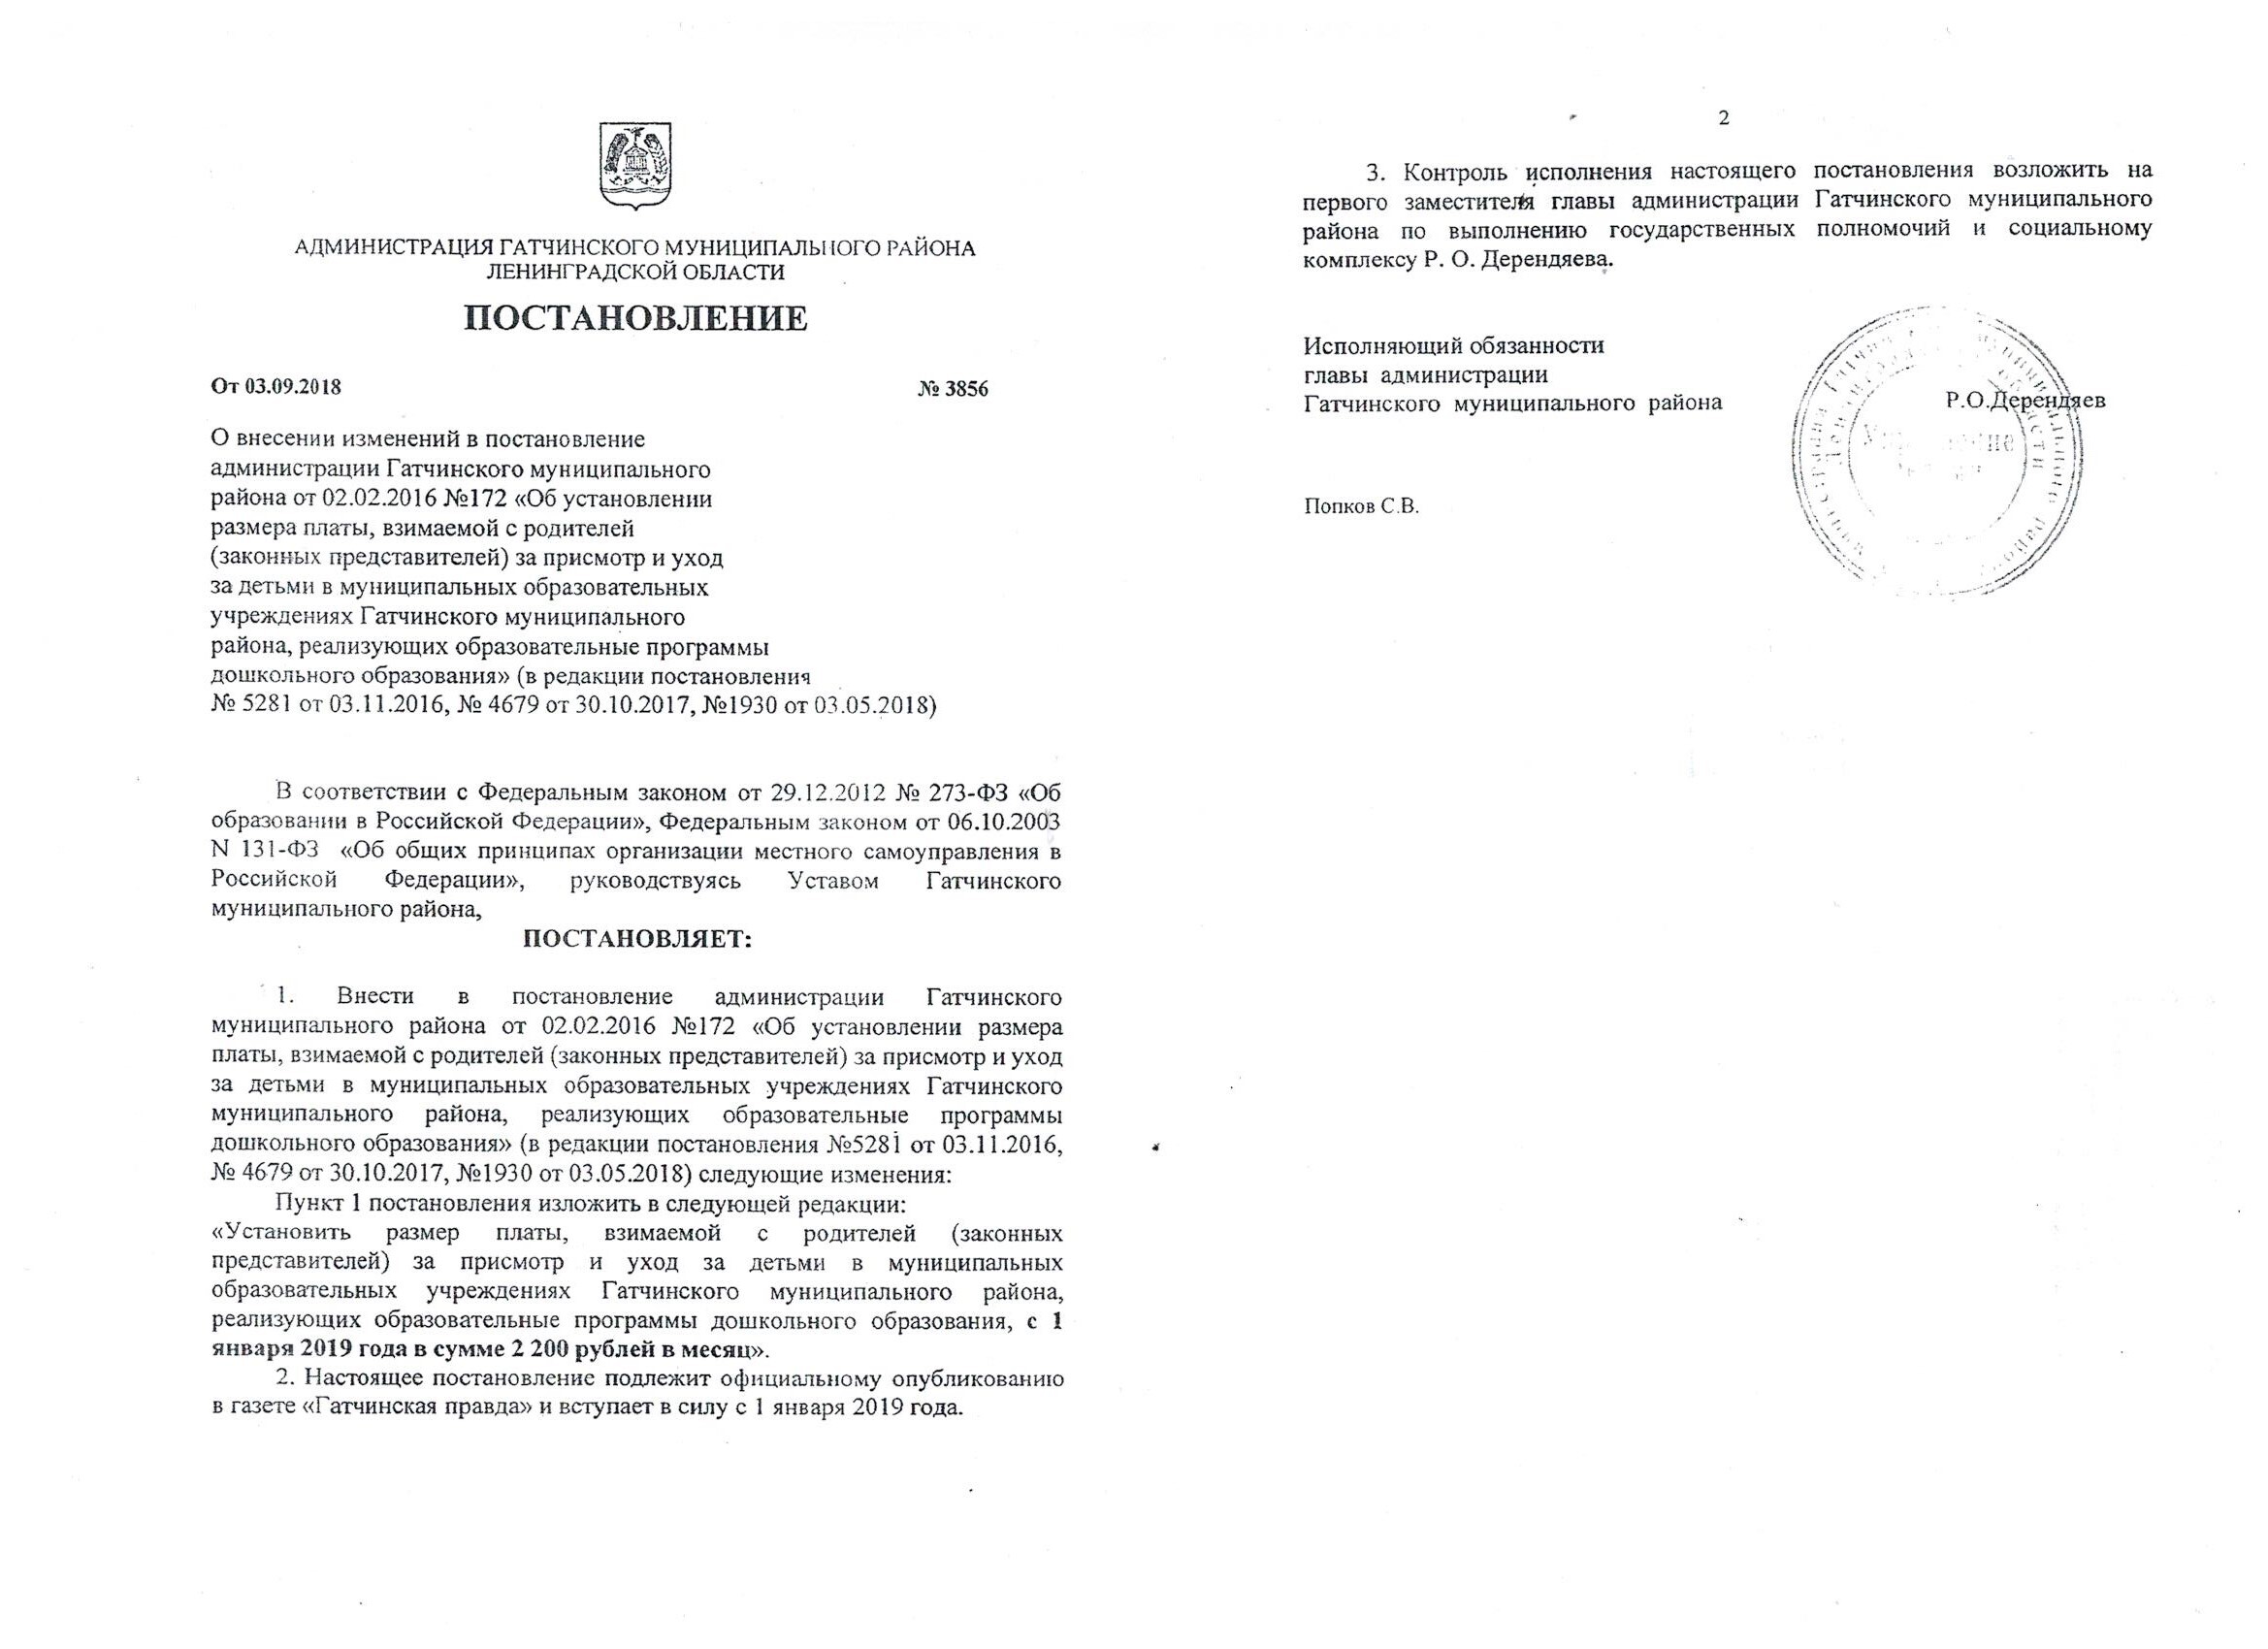 АДМИНИСТРАЦИЯ ГАТЧИНСКОГО МУНИЦИПАЛЬНОГО РАЙОНА
ЛЕНИНГРАДСКОЙ ОБЛАСТИ
ПОСТАНОВЛЕНИЕ
От 03.09.2018 № 3856
О внесении изменений в постановление
администрации Гатчинского муниципального
района от 02.02.2016 №172 «Об установлении
размера платы, взимаемой с родителей
(законных представителей) за присмотр и уход
за детьми в муниципальных образовательных
учреждениях Гатчинского муниципального
района, реализующих образовательные программы
дошкольного образования» (в редакции постановления
№ 5281 от 03.11.2016, № 4679 от 30.10.2017, №1930 от 03.05.2018)
В соответствии с Федеральным законом от 29.12.2012 № 273-ФЗ «Об
образовании в Российской Федерации», Федеральным законом от 06.10.2003
N 131-ФЗ «Об общих принципах организации местного самоуправления в
Российской Федерации», руководствуясь Уставом Гатчинского
муниципального района,
ПОСТАНОВЛЯЕТ:
1. Внести в постановление администрации Гатчинского
муниципального района от 02.02.2016 №172 «Об установлении размера
платы, взимаемой с родителей (законных представителей) за присмотр и уход
за детьми в муниципальных образовательных учреждениях Гатчинского
муниципального района, реализующих образовательные программы
дошкольного образования» (в редакции постановления №5281 от 03.11.2016,
№ 4679 от 30.10.2017, №1930 от 03.05.2018) следующие изменения:
Пункт 1 постановления изложить в следующей редакции:
«Установить размер платы, взимаемой с родителей (законных
представителей) за присмотр и уход за детьми в муниципальных
образовательных учреждениях Гатчинского муниципального района,
реализующих образовательные программы дошкольного образования, с 1
января 2019 года в сумме 2 200 рублей в месяц».
2. Настоящее постановление подлежит официальному опубликованию
в газете «Гатчинская правда» и вступает в силу с 1 января 2019 года.
2
3. Контроль исполнения настоящего постановления возложить на
первого заместителя главы администрации Гатчинского муниципального
района по выполнению государственных полномочий и социальному
комплексу Р. О. Дерендяева.
Исполняющий обязанности
главы администрации
Гатчинского муниципального района Р.О.Дерендяев
Попков С.В.